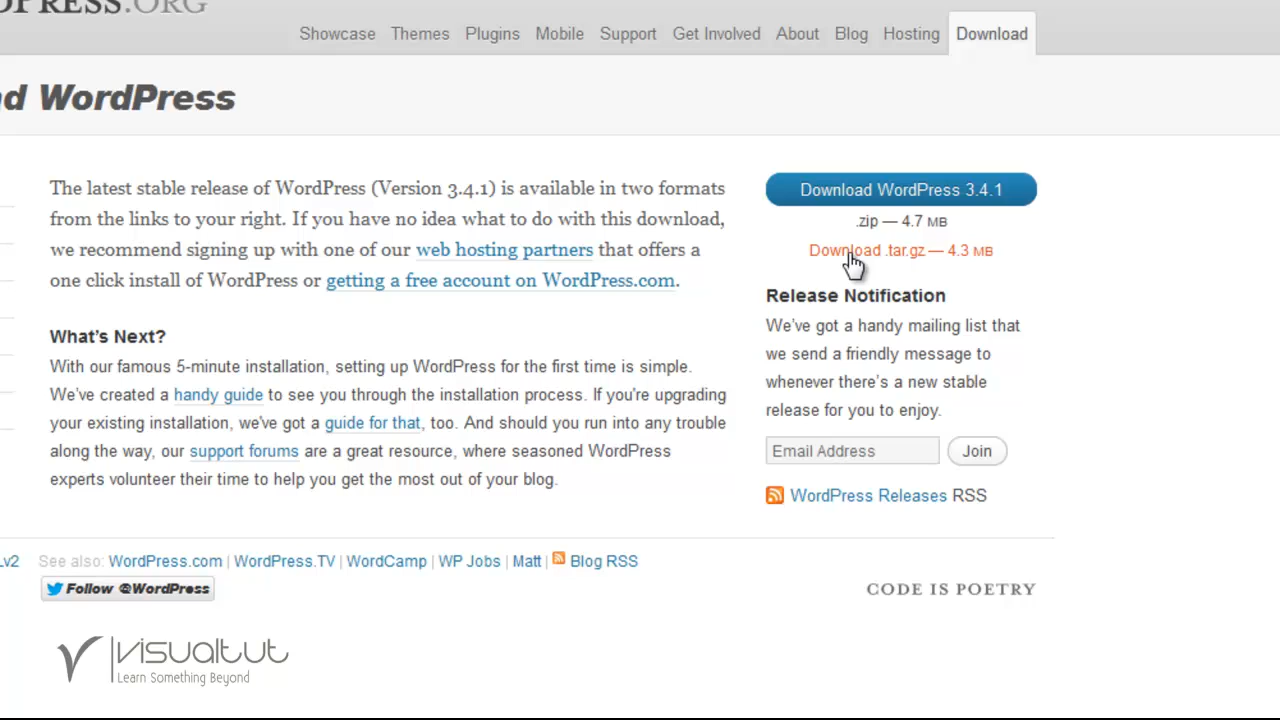 PRESS.ORG
Showcase Themes Plugins Mobile Support Get Involved About Blog Hosting Download
WordPress
The latest stable release of WordPress (Version 3.4.1) is available in two formats
from the links to your right. If you have no idea what to do with this download,
we recommend signing up with one of our web hosting partners that offers a
one click install of WordPress or getting a free account on WordPress.com.
What's Next?
With our famous 5-minute installation, setting up WordPress for the first time is simple.
We've created a handy guide to see you through the installation process. If you're upgrading
your existing installation, we've got a guide for that, too. And should you run into any trouble
along the way, our support forums are a great resource, where seasoned WordPress
experts volunteer their time to help you get the most out of your blog.
Download WordPress 3.4.1
.zip — 4.7 MB
Download .tar.gz — 4.3 MB
Release Notification
We've got a handy mailing list that
we send a friendly message to
whenever there's a new stable
release for you to enjoy.
Email Address Join
WordPress Releases RSS
Lv2 See also: WordPress.com | WordPress.TV | WordCamp | WP Jobs | Matt | Blog RSS
Follow @WordPress
CODE IS POETRY
visualtut
Learn Something Beyond